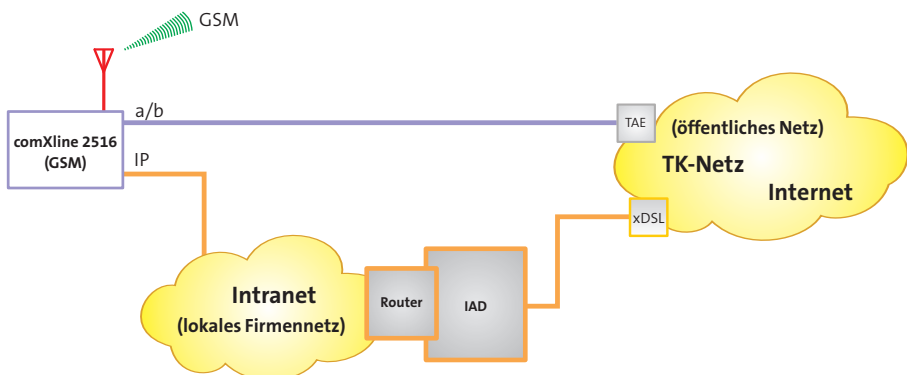 GSM
a/b
comXline 2516
(GSM)
IP
TAE
(öffentliches Netz)
TK-Netz
Internet
xDSL
Intranet
(lokales Firmennetz)
Router
IAD